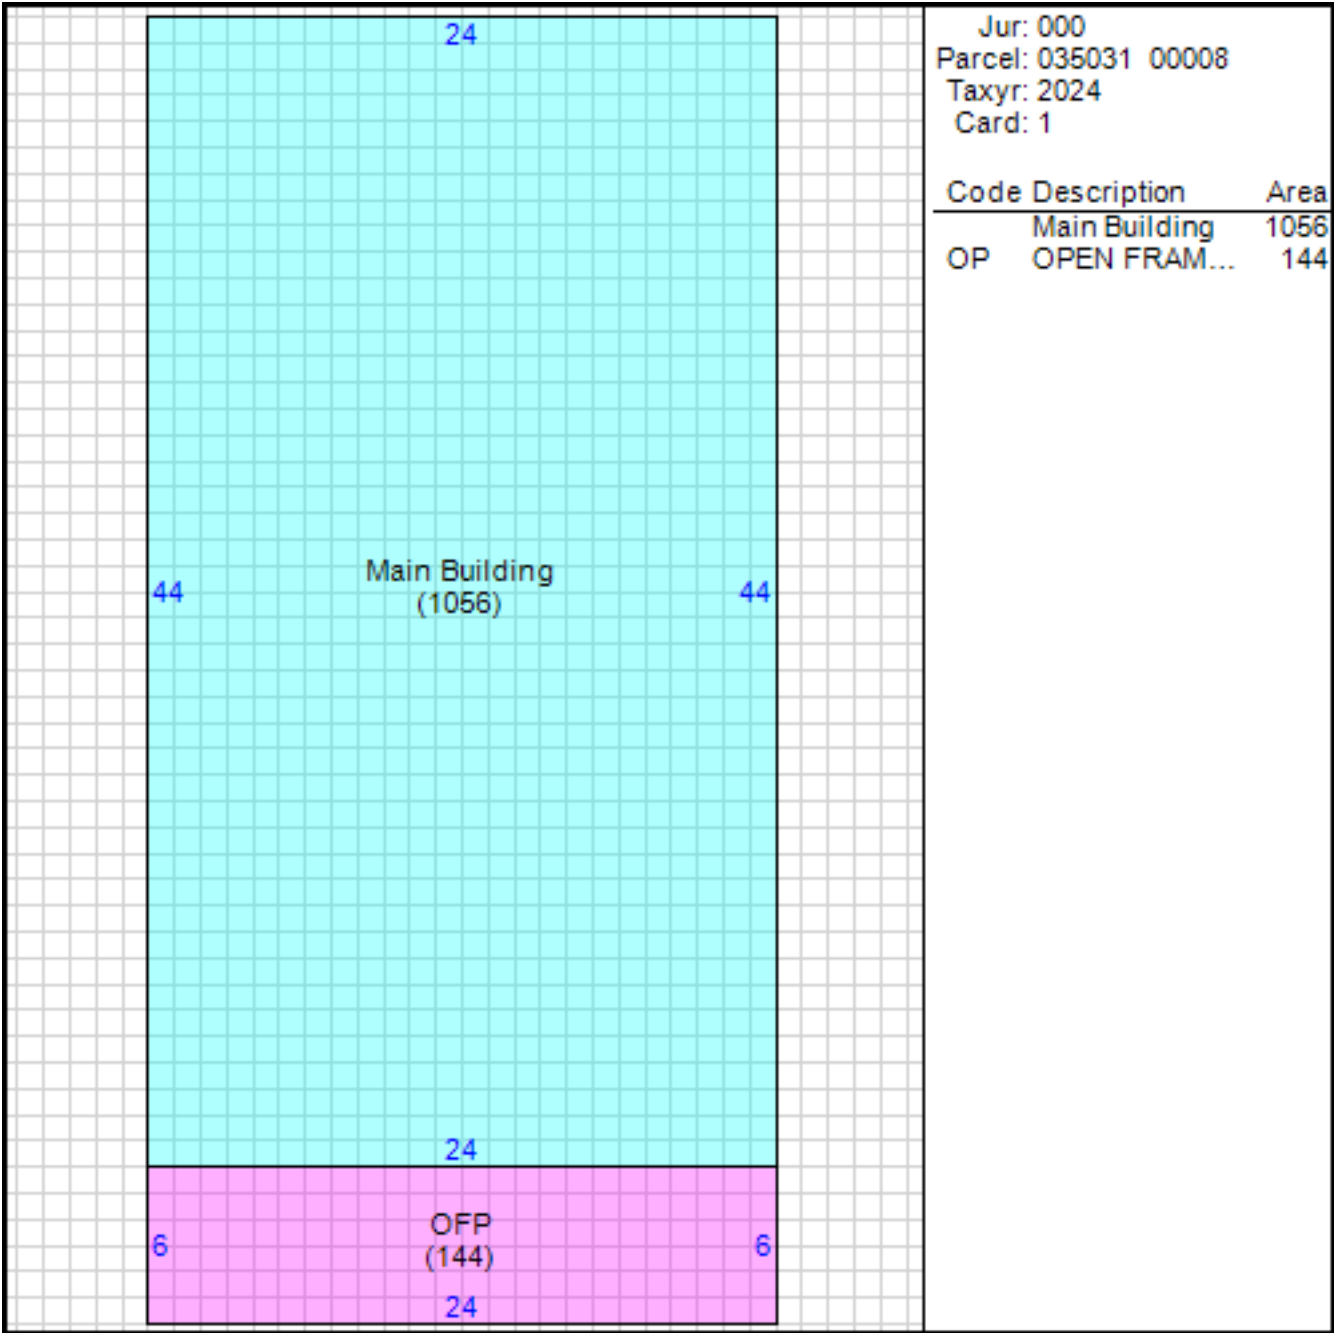 24
Main Building
(1056)
44
44
24
OFP
(144)
6
6
24
Jur: 000
Parcel: 035031 00008
Taxyr: 2024
Card: 1
Code Description Area
Main Building 1056
OP OPEN FRAM... 144